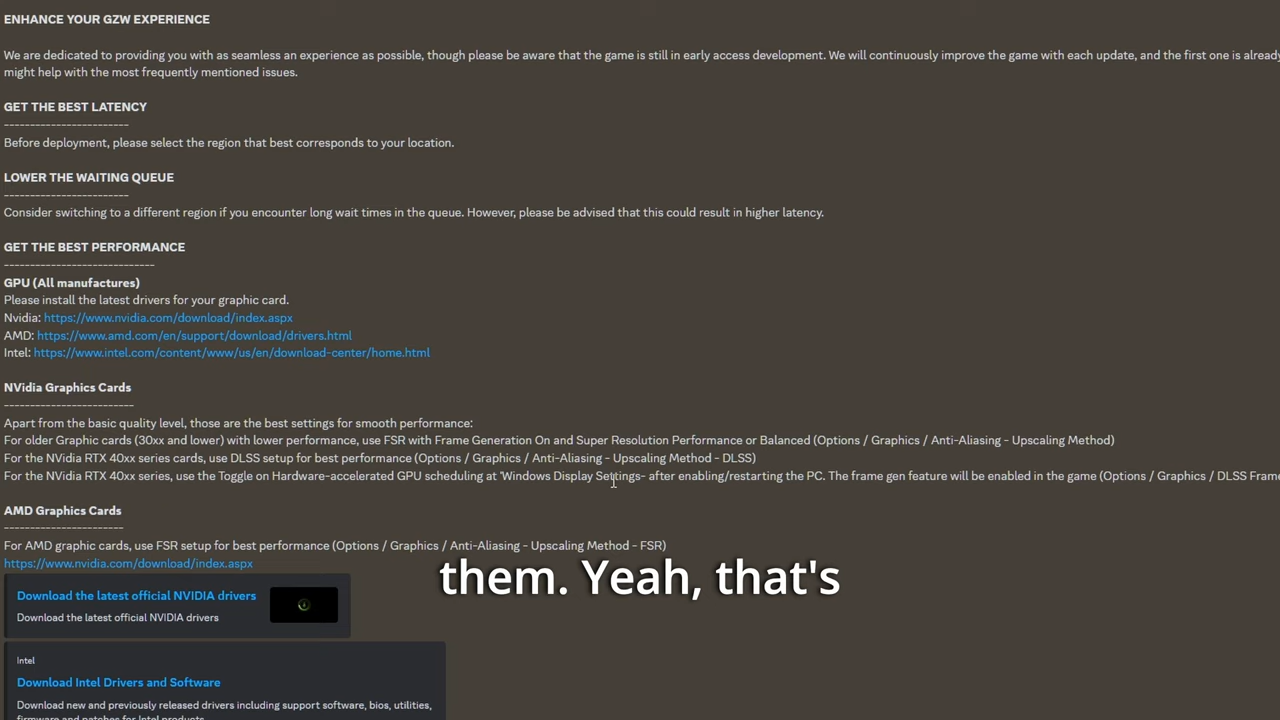 ENHANCE YOUR GZW EXPERIENCE
We are dedicated to providing you with as seamless an experience as possible, though please be aware that the game is still in early access development. We will continuously improve the game with each update, and the first one is already
might help with the most frequently mentioned issues.
GET THE BEST LATENCY
------------------------
Before deployment, please select the region that best corresponds to your location.
LOWER THE WAITING QUEUE
------------------------
Consider switching to a different region if you encounter long wait times in the queue. However, please be advised that this could result in higher latency.
GET THE BEST PERFORMANCE
-----------------------------
GPU (All manufactures)
Please install the latest drivers for your graphic card.
Nvidia: https://www.nvidia.com/download/index.aspx
AMD: https://www.amd.com/en/support/download/drivers.html
Intel: https://www.intel.com/content/www/us/en/download-center/home.html
NVidia Graphics Cards
-------------------------
Apart from the basic quality level, those are the best settings for smooth performance:
For older Graphic cards (30xx and lower) with lower performance, use FSR with Frame Generation On and Super Resolution Performance or Balanced (Options / Graphics / Anti-Aliasing - Upscaling Method)
For the NVidia RTX 40xx series cards, use DLSS setup for best performance (Options / Graphics / Anti-Aliasing - Upscaling Method - DLSS)
For the NVidia RTX 40xx series, use the Toggle on Hardware-accelerated GPU scheduling at 'Windows Display Settings- after enabling/restarting the PC. The frame gen feature will be enabled in the game (Options / Graphics / DLSS Frame
AMD Graphics Cards
-----------------------
For AMD graphic cards, use FSR setup for best performance (Options / Graphics / Anti-Aliasing - Upscaling Method - FSR)
https://www.nvidia.com/download/index.aspx
them. Yeah, that's
Download the latest official NVIDIA drivers
Download the latest official NVIDIA drivers
Intel
Download Intel Drivers and Software
Download new and previously released drivers including support software, bios, utilities,
firmware and patches for Intel products.